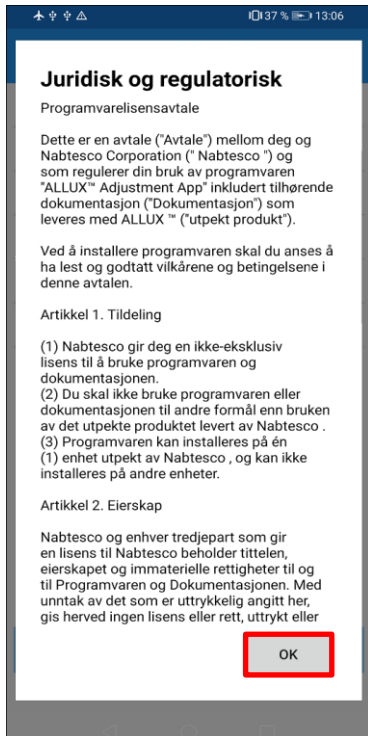 37 % 13:06
Juridisk og regulatorisk
Programvarelisensavtale
Dette er en avtale ("Avtale") mellom deg og
Nabtesco Corporation (" Nabtesco ") og
som regulerer din bruk av programvaren
"ALLUX™ Adjustment App" inkludert tilhørende
dokumentasjon ("Dokumentasjon") som
leveres med ALLUX ™ ("utpekt produkt").
Ved å installere programvaren skal du anses å
ha lest og godtatt vilkårene og betingelsene i
denne avtalen.
Artikkel 1. Tildeling
(1) Nabtesco gir deg en ikke-eksklusiv
lisens til å bruke programvaren og
dokumentasjonen.
(2) Du skal ikke bruke programvaren eller
dokumentasjonen til andre formål enn bruken
av det utpekte produktet levert av Nabtesco .
(3) Programvaren kan installeres på én
(1) enhet utpekt av Nabtesco , og kan ikke
installeres på andre enheter.
Artikkel 2. Eierskap
Nabtesco og enhver tredjepart som gir
en lisens til Nabtesco beholder tittelen,
eierskapet og immaterielle rettigheter til og
til Programvaren og Dokumentasjonen. Med
unntak av det som er uttrykkelig angitt her,
gis herved ingen lisens eller rett, uttrykt eller
OK